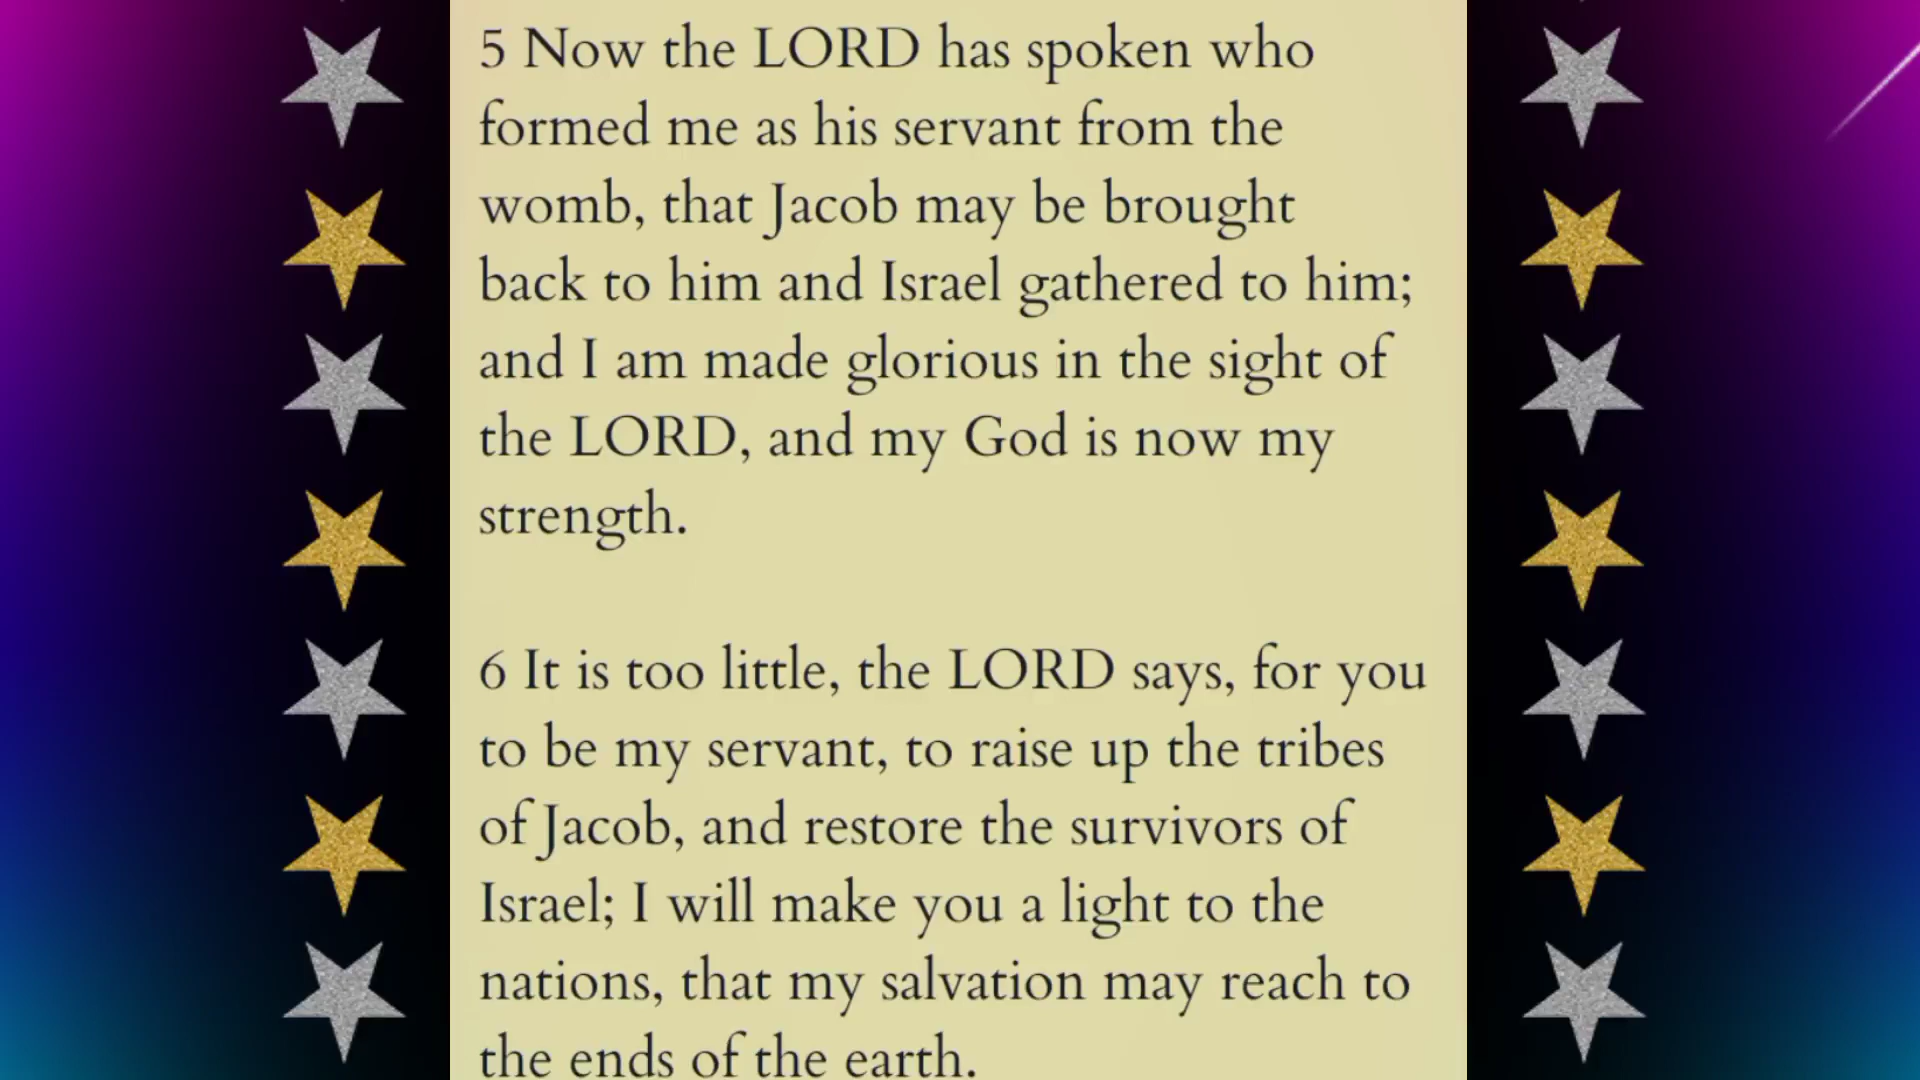 5 Now the LORD has spoken who
formed me as his servant from the
womb, that Jacob may be brought
back to him and Israel gathered to him;
and I am made glorious in the sight of
the LORD, and my God is now my
strength.
6 It is too little, the LORD says, for you
to be my servant, to raise up the tribes
of Jacob, and restore the survivors of
Israel; I will make you a light to the
nations, that my salvation may reach to
the ends of the earth.